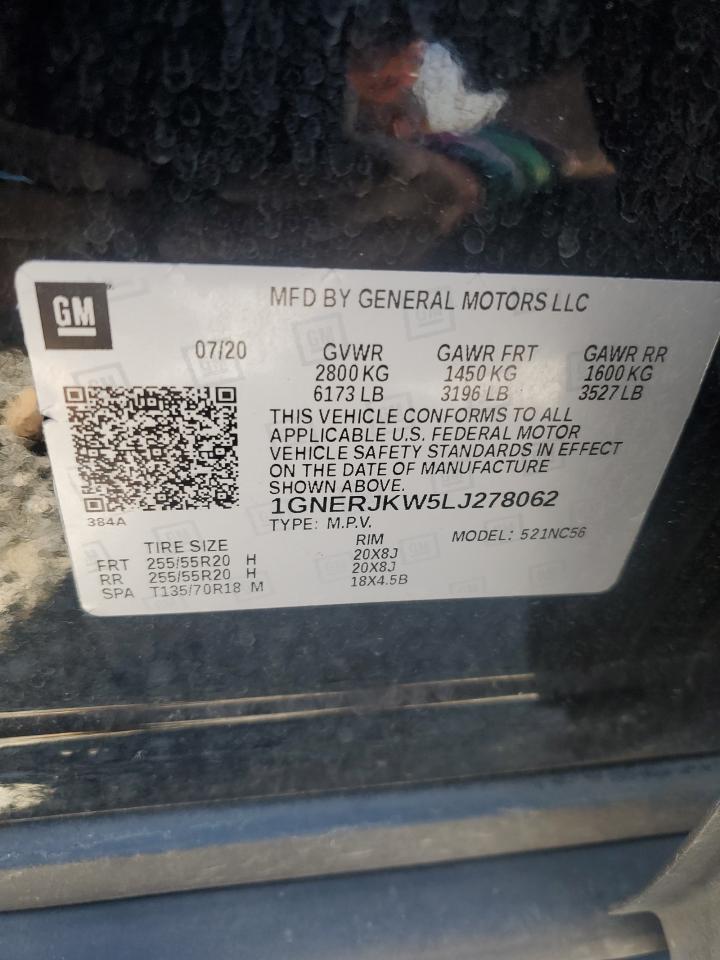 GM
MFD BY GENERAL MOTORS LLC
07/20 GVWR GAWR FRT GAWR RR
2800 KG 1450 KG 1600 KG
6173 LB 3196 LB 3527 LB
THIS VEHICLE CONFORMS TO ALL
APPLICABLE U.S. FEDERAL MOTOR
VEHICLE SAFETY STANDARDS IN EFFECT
ON THE DATE OF MANUFACTURE
SHOWN ABOVE.
1GNERJKW5LJ278062
384A
TYPE: M.P.V. MODEL: 521NC56
TIRE SIZE RIM
FRT 255/55R20 H 20X8J
RR 255/55R20 H 20X8J
SPA T135/70R18 M 18X4.5B